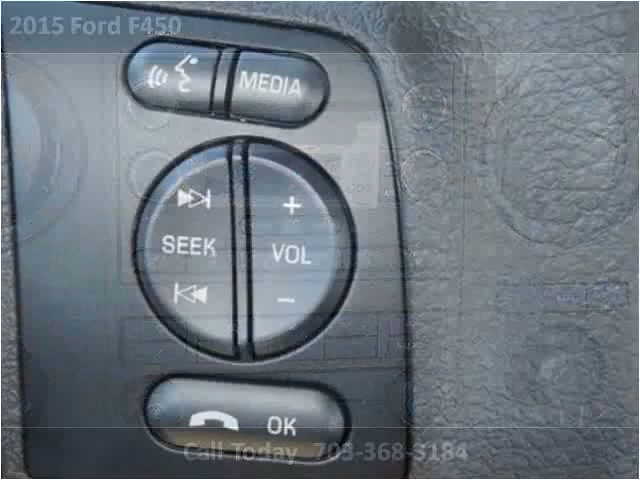 2015 Ford F450
MEDIA
+
SEEK VOL
-
OK
Call Today 703-368-3184